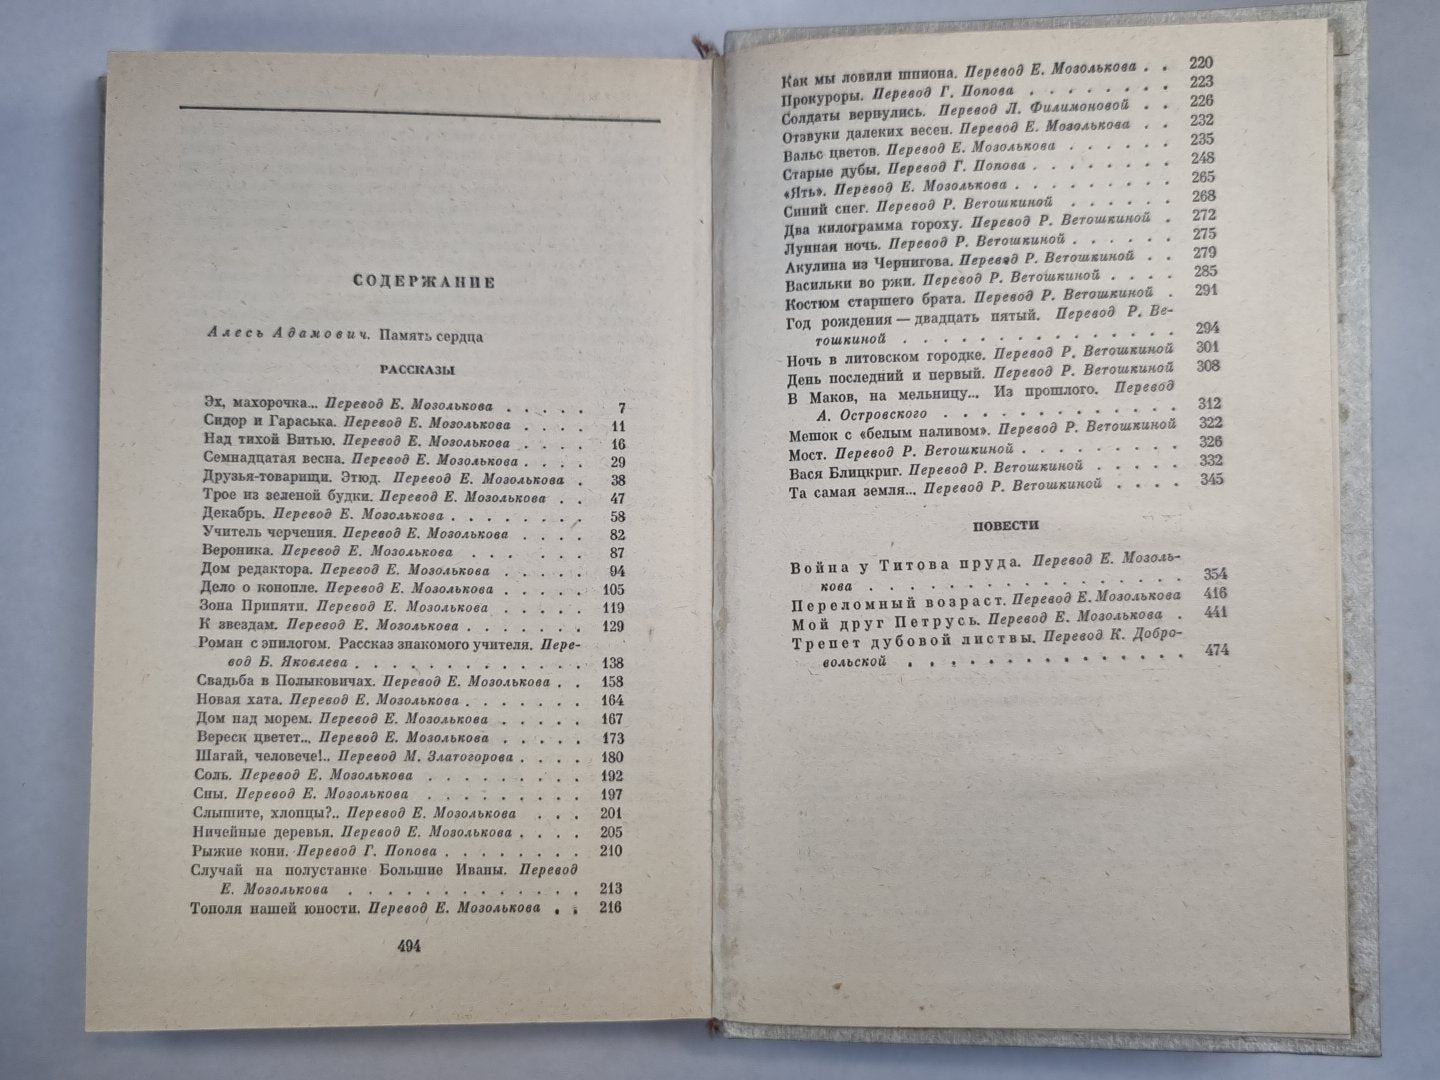 СОДЕРЖАНИЕ
Алесь Адамович. Память сердца
РАССКАЗЫ
Эх, махорочка... Перевод Е. Мозолькова . . . . . 7
Сидор и Гараська. Перевод Е. Мозолькова . . . . 11
Над тихой Витью. Перевод Е. Мозолькова . . . . 16
Семнадцатая весна. Перевод Е. Мозолькова . . . . 29
Друзья-товарищи. Этюд. Перевод Е. Мозолькова . 38
Трое из зеленой будки. Перевод Е. Мозолькова . . 47
Декабрь. Перевод Е. Мозолькова . . . . . . . 58
Учитель черчения. Перевод Е. Мозолькова . . . . 82
Вероника. Перевод Е. Мозолькова . . . . . . 87
Дом редактора. Перевод Е. Мозолькова . . . . . 94
Дело о конопле. Перевод Е. Мозолькова . . . . . 105
Зона Припяти. Перевод Е. Мозолькова . . . . . 119
К звездам. Перевод Е. Мозолькова . . . . . . . 129
Роман с эпилогом. Рассказ знакомого учителя. Пере-
вод Б. Яковлева . . . . . . . . . . . . 138
Свадьба в Полыковичах. Перевод Е. Мозолькова . . 158
Новая хата. Перевод Е. Мозолькова . . . . . . . 164
Дом над морем. Перевод Е. Мозолькова . . . . . 167
Вереск цветет... Перевод Е. Мозолькова . . . . . 173
Шагай, человече!.. Перевод М. Златогорова . . . . 180
Соль. Перевод Е. Мозолькова . . . . . . . . . 192
Сны. Перевод Е. Мозолькова . . . . . . . . . 197
Слышите, хлопцы?.. Перевод Е. Мозолькова . . . 201
Ничейные деревья. Перевод Е. Мозолькова . . . . 205
Рыжие кони. Перевод Г. Попова . . . . . . . . 210
Случай на полустанке Большие Иваны. Перевод
Е. Мозолькова . . . . . . . . . . . . 213
Тополя нашей юности. Перевод Е. Мозолькова . . 216
494
Как мы ловили шпиона. Перевод Е. Мозолькова . . 220
Прокуроры. Перевод Г. Попова . . . . . . . . 223
Солдаты вернулись. Перевод Л. Филимоновой . . 226
Отзвуки далеких весен. Перевод Е. Мозолькова . . 232
Вальс цветов. Перевод Е. Мозолькова . . . . . . 235
Старые дубы. Перевод Г. Попова . . . . . . . . 248
«Ять». Перевод Е. Мозолькова . . . . . . . . . 265
Синий снег. Перевод Р. Ветошкиной . . . . . . 268
Два килограмма гороху. Перевод Р. Ветошкиной . 272
Лунная ночь. Перевод Р. Ветошкиной . . . . . . 275
Акулина из Чернигова. Перевод Р. Ветошкиной . . 279
Васильки во ржи. Перевод Р. Ветошкиной . . . . 285
Костюм старшего брата. Перевод Р. Ветошкиной . 291
Год рождения — двадцать пятый. Перевод Р. Ве-
тошкиной . . . . . . . . . . . . . 294
Ночь в литовском городке. Перевод Р. Ветошкиной 301
День последний и первый. Перевод Р. Ветошкиной 308
В Маков, на мельницу... Из прошлого. Перевод
А. Островского . . . . . . . . . . . . 312
Мешок с «белым наливом». Перевод Р. Ветошкиной 322
Мост. Перевод Р. Ветошкиной . . . . . . . . . 326
Вася Блицкриг. Перевод Р. Ветошкиной . . . . . 332
Та самая земля... Перевод Р. Ветошкиной . . . . 345
ПОВЕСТИ
Война у Титова пруда. Перевод Е. Мозоль-
кова . . . . . . . . . . . . . . . 354
Переломный возраст. Перевод Е. Мозолькова 416
Мой друг Петрусь. Перевод Е. Мозолькова . 441
Трепет дубовой листвы. Перевод К. Добро-
вольской . . . . . . . . . . . . . . 474